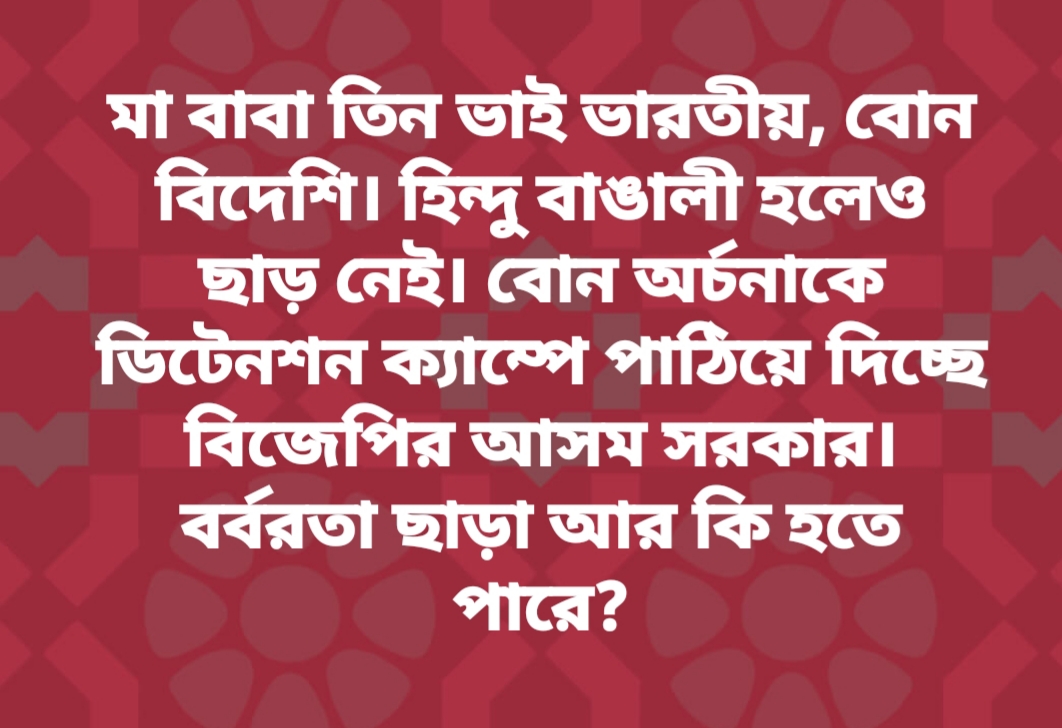 মা বাবা তিন ভাই ভারতীয়, বোন
বিদেশি। হিন্দু বাঙালী হলেও
ছাড় নেই। বোন অর্চনাকে
ডিটেনশন ক্যাম্পে পাঠিয়ে দিচ্ছে
বিজেপির আসম সরকার।
বর্বরতা ছাড়া আর কি হতে
পারে?